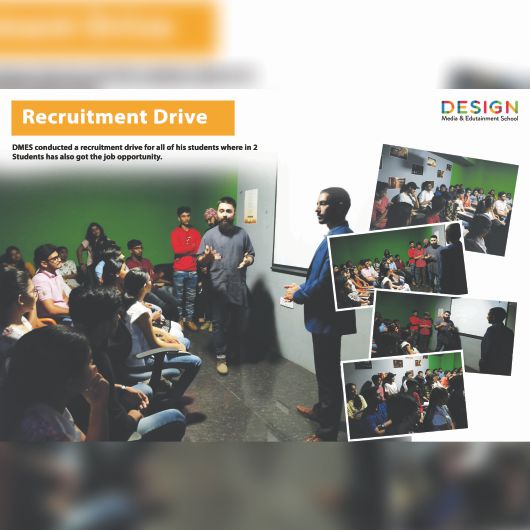 Recruitment Drive
DESIGN
Media & Edutainment School
DMES conducted a recruitment drive for all of his students where in 2
Students has also got the job opportunity.